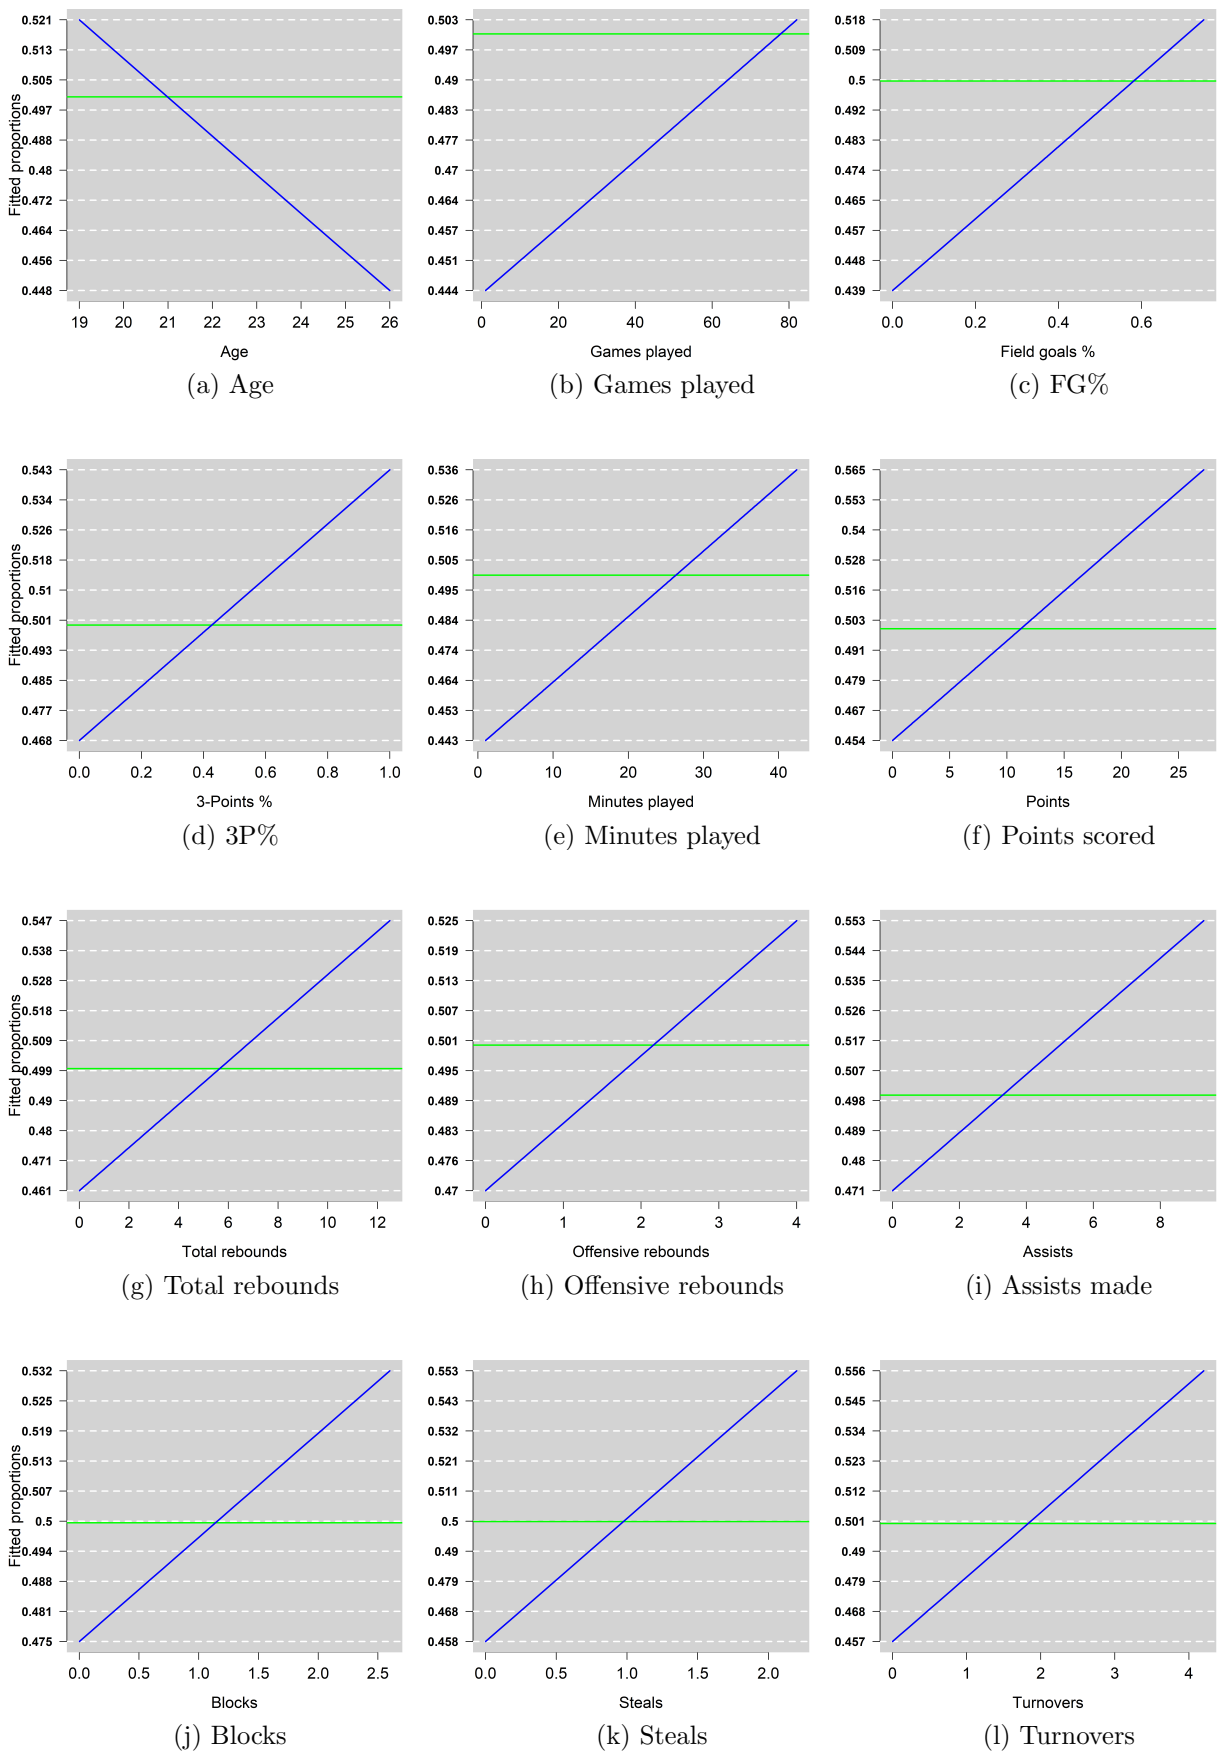 0.521 0.503 0.518
0.513 0.497 0.509
0.505 0.49 0.5
0.497 0.483 0.492
0.488 0.477 0.483
0.48 0.47 0.474
0.472 0.464 0.465
0.464 0.457 0.457
0.456 0.451 0.448
0.448 0.444 0.439
Fitted proportions
19 20 21 22 23 24 25 26 0 20 40 60 80 0.0 0.2 0.4 0.6
Age Games played Field goals %
(a) Age (b) Games played (c) FG%
0.543 0.536 0.565
0.534 0.526 0.553
0.526 0.516 0.54
0.518 0.505 0.528
0.51 0.495 0.516
0.501 0.484 0.503
0.493 0.474 0.491
0.485 0.464 0.479
0.477 0.453 0.467
0.468 0.443 0.454
Fitted proportions
0.0 0.2 0.4 0.6 0.8 1.0 0 10 20 30 40 0 5 10 15 20 25
3-Points % Minutes played Points
(d) 3P% (e) Minutes played (f) Points scored
0.547 0.525 0.553
0.538 0.519 0.544
0.528 0.513 0.535
0.518 0.507 0.526
0.509 0.501 0.517
0.499 0.495 0.507
0.49 0.489 0.498
0.48 0.483 0.489
0.471 0.476 0.48
0.461 0.47 0.471
Fitted proportions
0 2 4 6 8 10 12 0 1 2 3 4 0 2 4 6 8
Total rebounds Offensive rebounds Assists
(g) Total rebounds (h) Offensive rebounds (i) Assists made
0.532 0.553 0.556
0.525 0.543 0.545
0.519 0.532 0.534
0.513 0.521 0.523
0.507 0.511 0.512
0.5 0.5 0.501
0.494 0.49 0.49
0.488 0.479 0.479
0.481 0.468 0.468
0.475 0.458 0.457
Fitted proportions
0.0 0.5 1.0 1.5 2.0 2.5 0.0 0.5 1.0 1.5 2.0 0 1 2 3 4
Blocks Steals Turnovers
(j) Blocks (k) Steals (l) Turnovers